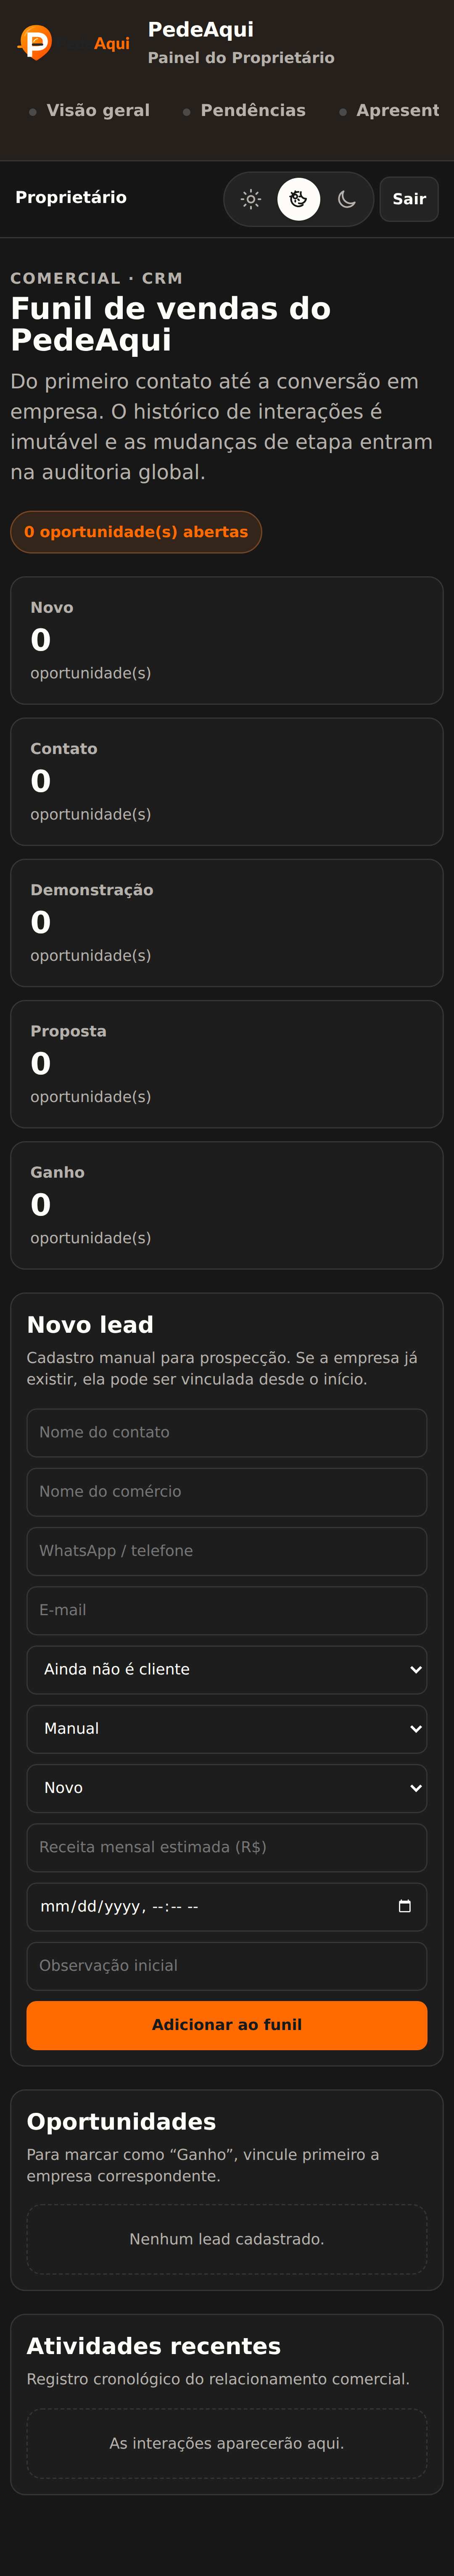 Aqui
PedeAqui
Painel do Proprietário
Visão geral
Pendências
Apresent
Proprietário
Sair
COMERCIAL · CRM
Funil de vendas do
PedeAqui
Do primeiro contato até a conversão em
empresa. O histórico de interações é
imutável e as mudanças de etapa entram
na auditoria global.
0 oportunidade(s) abertas
Novo
0
oportunidade(s)
Contato
0
oportunidade(s)
Demonstração
0
oportunidade(s)
Proposta
0
oportunidade(s)
Ganho
0
oportunidade(s)
Novo lead
Cadastro manual para prospecção. Se a empresa já
existir, ela pode ser vinculada desde o início.
Nome do contato
Nome do comércio
WhatsApp / telefone
E-mail
Ainda não é cliente
Manual
Novo
Receita mensal estimada (R$)
mm/dd/yyyy, --:-- --
Observação inicial
Adicionar ao funil
Oportunidades
Para marcar como “Ganho”, vincule primeiro a
empresa correspondente.
Nenhum lead cadastrado.
Atividades recentes
Registro cronológico do relacionamento comercial.
As interações aparecerão aqui.